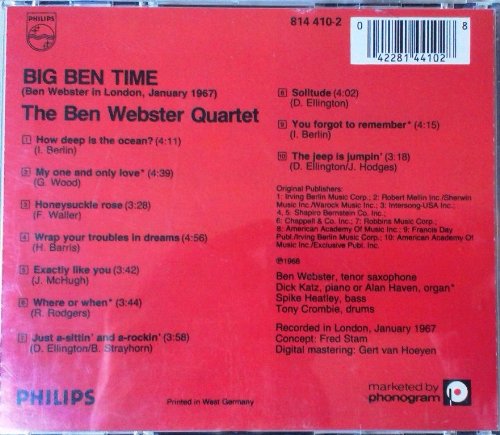 PHILIPS
814 410-2
0 42281 44102 8
BIG BEN TIME
(Ben Webster in London, January 1967)
The Ben Webster Quartet
1 How deep is the ocean? (4:11)
(I. Berlin)
2 My one and only love* (4:39)
(G. Wood)
3 Honeysuckle rose (3:28)
(F. Waller)
4 Wrap your troubles in dreams (4:56)
(H. Barris)
5 Exactly like you (3:42)
(J. McHugh)
6 Where or when* (3:44)
(R. Rodgers)
7 Just a-sittin' and a-rockin' (3:58)
(D. Ellington/B. Strayhorn)
8 Solitude (4:02)
(D. Ellington)
9 You forgot to remember* (4:15)
(I. Berlin)
10 The jeep is jumpin' (3:18)
(D. Ellington/J. Hodges)
Original Publishers:
1: Irving Berlin Music Corp.; 2: Robert Mellin Inc./Sherwin
Music Inc./Warock Music Inc.; 3: Intersong-USA Inc.;
4, 5: Shapiro Bernstein Co. Inc.;
6: Chappell & Co. Inc.; 7: Robbins Music Corp.;
8: American Academy Of Music Inc.; 9: Francis Day
Publ./Irving Berlin Music Corp.; 10: American Academy Of
Music Inc./Exclusive Publ. Inc.
℗1968
Ben Webster, tenor saxophone
Dick Katz, piano or Alan Haven, organ*
Spike Heatley, bass
Tony Crombie, drums
Recorded in London, January 1967
Concept: Fred Stam
Digital mastering: Gert van Hoeyen
PHILIPS
Printed in West Germany
marketed by
phonogram